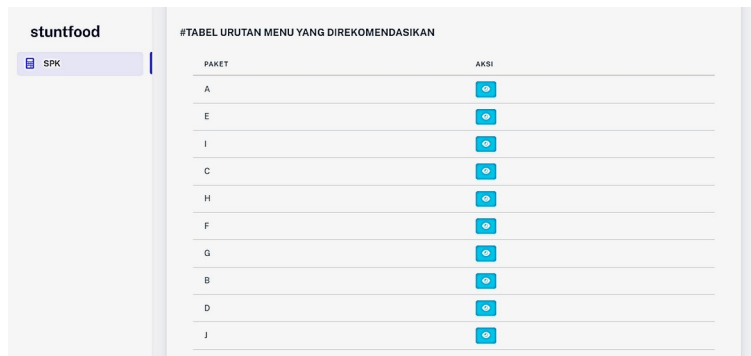 stuntfood
SPK
#TABEL URUTAN MENU YANG DIREKOMENDASIKAN
PAKET AKSI
A
E
I
C
H
F
G
B
D
J